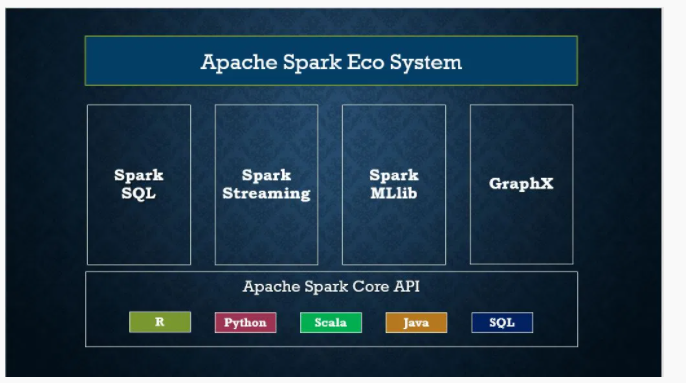 Apache Spark Eco System
Spark
SQL
Spark
Streaming
Spark
MLlib
GraphX
Apache Spark Core API
R
Python
Scala
Java
SQL